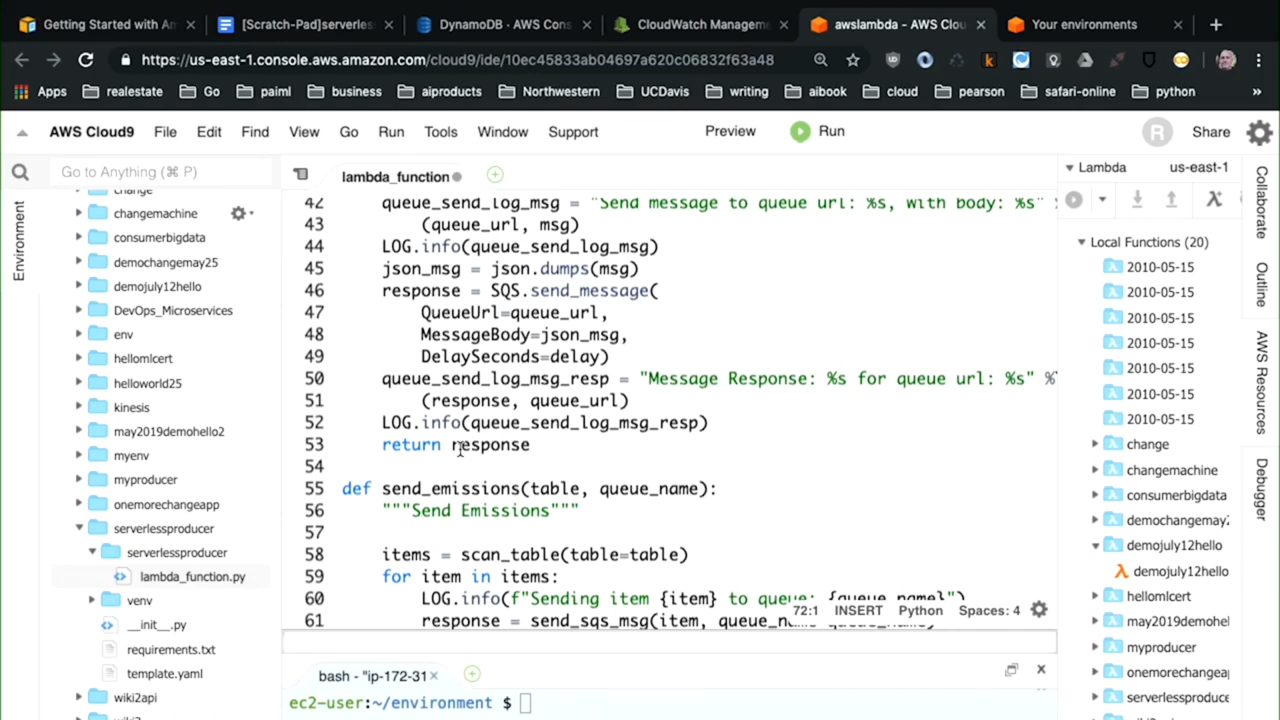 Getting Started with Am
[Scratch-Pad]serverless
DynamoDB · AWS Cons
CloudWatch Manageme
awslambda - AWS Clou
Your environments
https://us-east-1.console.aws.amazon.com/cloud9/ide/10ec45833ab04697a620c06832f63a48
Apps realestate Go paiml business aiproducts Northwestern UCDavis writing aibook cloud pearson safari-online python »
AWS Cloud9 File Edit Find View Go Run Tools Window Support Preview Run R Share
Go to Anything (⌘ P)
lambda_function
Environment
change
changemachine
consumerbigdata
demochangemay25
demojuly12hello
DevOps_Microservices
env
hellomlcert
helloworld25
kinesis
may2019demohello2
myenv
myproducer
onemorechangeapp
serverlessproducer
serverlessproducer
lambda_function.py
venv
__init__.py
requirements.txt
template.yaml
wiki2api
42 queue_send_log_msg = "Send message to queue url: %s, with body: %s" %
43 (queue_url, msg)
44 LOG.info(queue_send_log_msg)
45 json_msg = json.dumps(msg)
46 response = SQS.send_message(
47 QueueUrl=queue_url,
48 MessageBody=json_msg,
49 DelaySeconds=delay)
50 queue_send_log_msg_resp = "Message Response: %s for queue url: %s" %
51 (response, queue_url)
52 LOG.info(queue_send_log_msg_resp)
53 return response
54
55 def send_emissions(table, queue_name):
56 """Send Emissions"""
57
58 items = scan_table(table=table)
59 for item in items:
60 LOG.info(f"Sending item {item} to queue: {queue_name}")
61 response = send_sqs_msg(item, queue_name=queue_name)
72:1 INSERT Python Spaces: 4
bash - "ip-172-31
ec2-user:~/environment $
Lambda us-east-1
Local Functions (20)
2010-05-15
2010-05-15
2010-05-15
2010-05-15
2010-05-15
2010-05-15
2010-05-15
change
changemachine
consumerbigdata
demochangemay
demojuly12hello
demojuly12hello
hellomlcert
may2019demohel
myproducer
onemorechangea
serverlessproduce
Collaborate
Outline
AWS Resources
Debugger